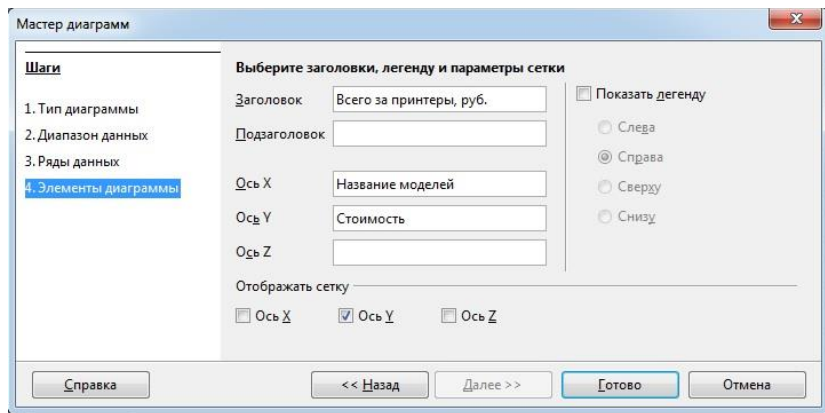 Мастер диаграмм
Шаги
1. Тип диаграммы
2. Диапазон данных
3. Ряды данных
4. Элементы диаграммы
Выберите заголовки, легенду и параметры сетки
Заголовок Всего за принтеры, руб.
Подзаголовок
Ось X Название моделей
Ось Y Стоимость
Ось Z
Показать легенду
Слева
Справа
Сверху
Снизу
Отображать сетку
Ось X Ось Y Ось Z
Справка << Назад Далее >> Готово Отмена